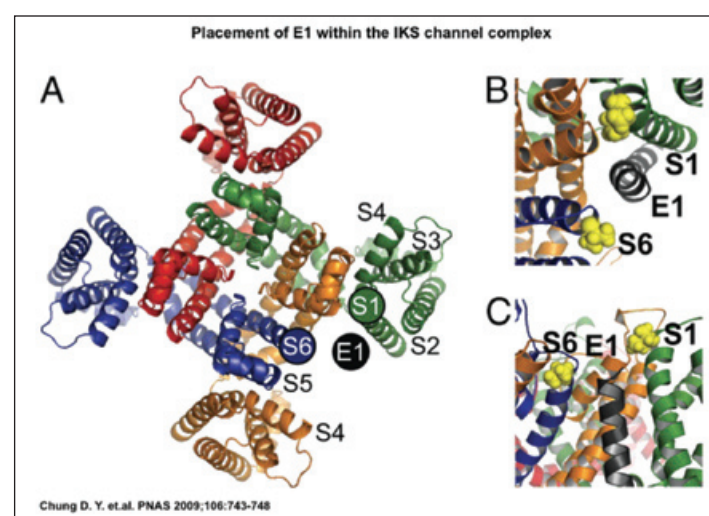 Placement of E1 within the IKS channel complex
A
S4
S3
S1
S2
S6
E1
S5
S4
B
S1
E1
S6
C
S6 E1 S1
Chung D. Y. et.al. PNAS 2009;106:743-748